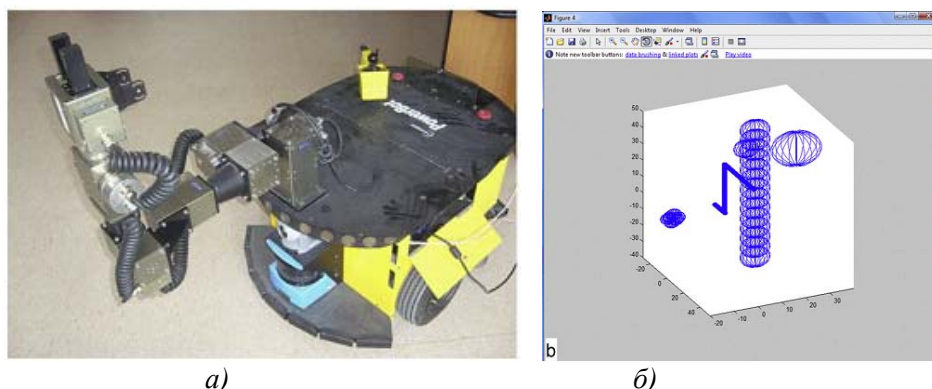 PowerBot
Figure 4
File Edit View Insert Tools Desktop Window Help
Note new toolbar buttons: data brushing & linked plots Play video
50
40
30
20
10
0
-10
-20
-30
-40
-20
0
20
40
-20
-10
0
10
20
30
b
а)
б)